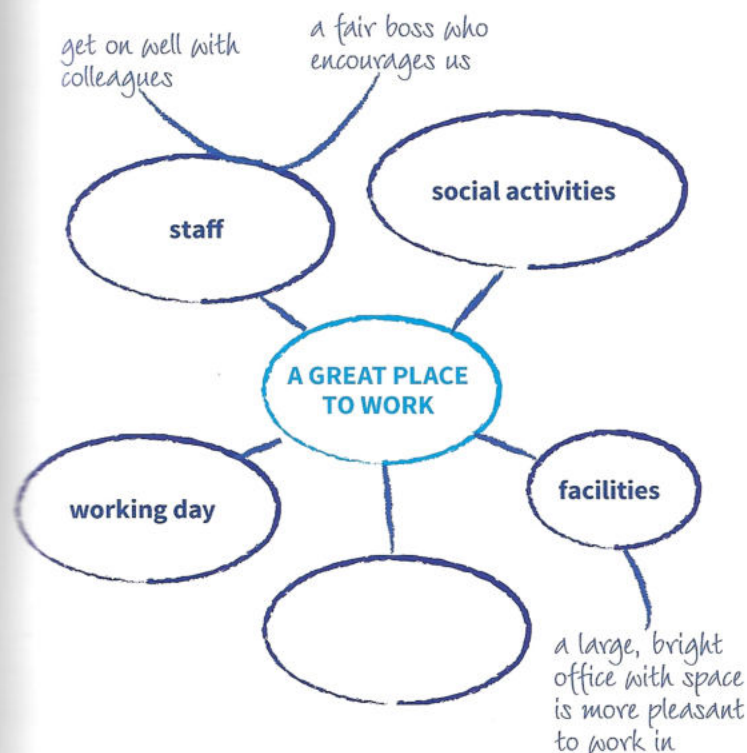 get on well with
colleagues
a fair boss who
encourages us
staff
social activities
A GREAT PLACE
TO WORK
working day
facilities
a large, bright
office with space
is more pleasant
to work in